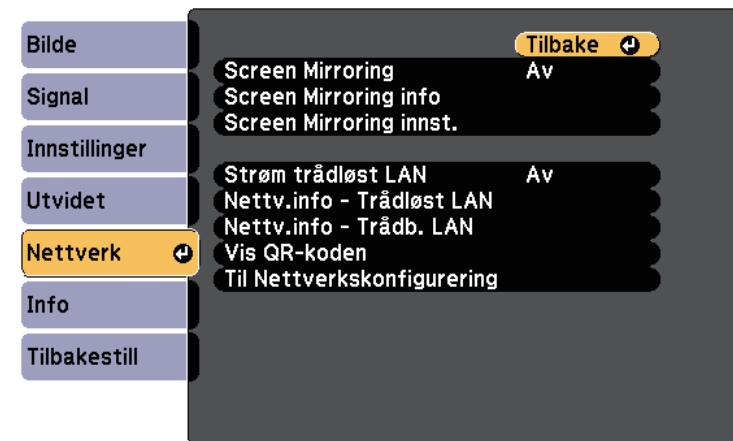 Bilde
Signal
Innstillinger
Utvidet
Nettverk
Info
Tilbakestill
Tilbake
Screen Mirroring Av
Screen Mirroring info
Screen Mirroring innst.
Strøm trådløst LAN Av
Nettv.info - Trådløst LAN
Nettv.info - Trådb. LAN
Vis QR-koden
Til Nettverkskonfigurering